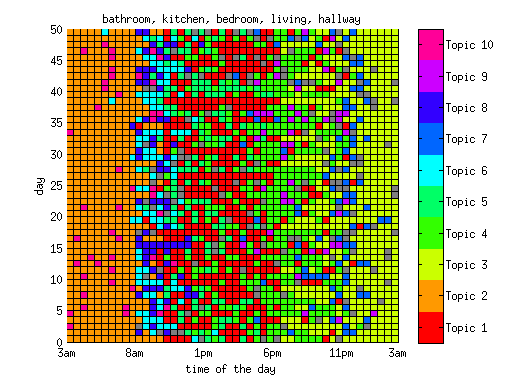 bathroom, kitchen, bedroom, living, hallway
50
45
40
35
30
25
20
15
10
5
0
day
3am 8am 1pm 6pm 11pm 3am
time of the day
Topic 10
Topic 9
Topic 8
Topic 7
Topic 6
Topic 5
Topic 4
Topic 3
Topic 2
Topic 1